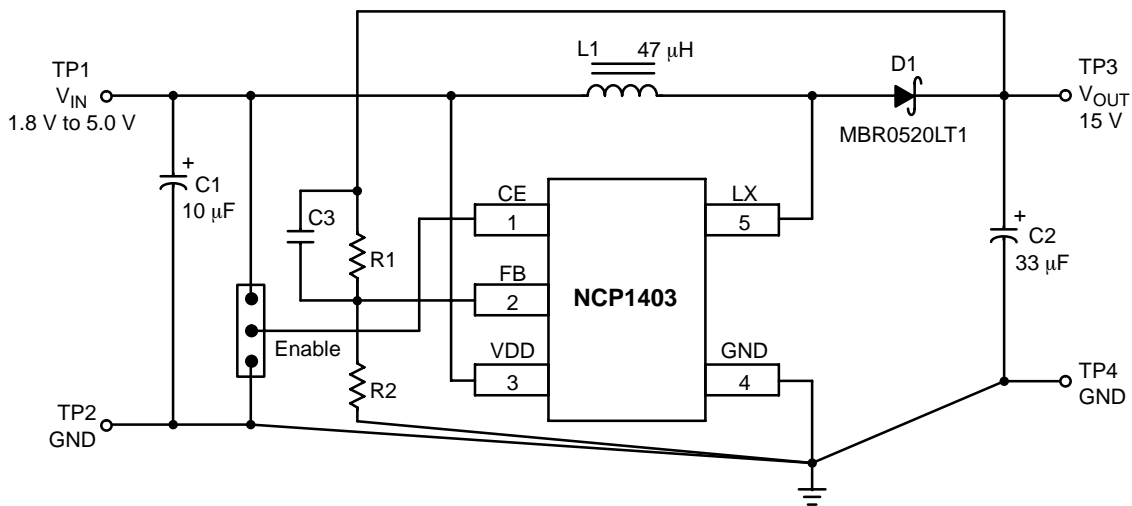 L1 47 μH
TP1
V_IN
1.8 V to 5.0 V
D1
MBR0520LT1
TP3
V_OUT
15 V
+
C1
10 μF
C3
R1
CE
1
LX
5
+
C2
33 μF
FB
2
NCP1403
Enable
VDD
3
GND
4
R2
TP2
GND
TP4
GND